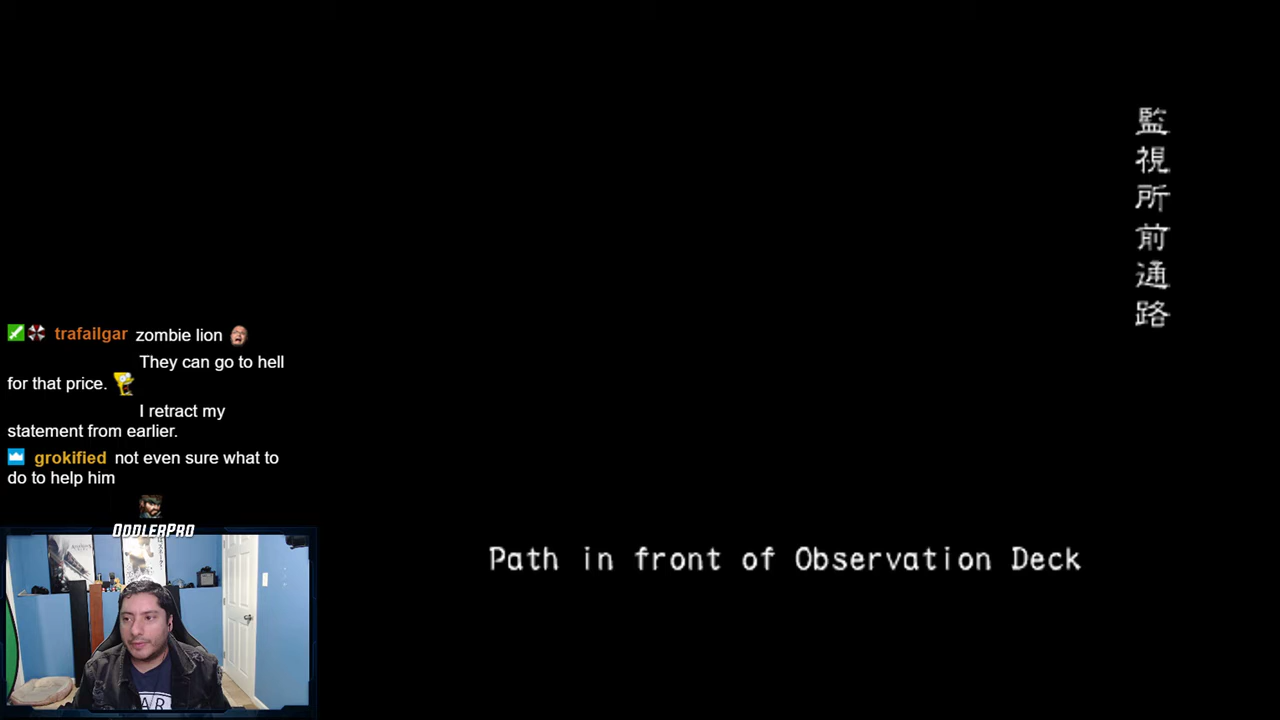 監視所前通路
trafailgar zombie lion
They can go to hell
for that price.
I retract my
statement from earlier.
grokified not even sure what to
do to help him
ODDLERPRO
Path in front of Observation Deck